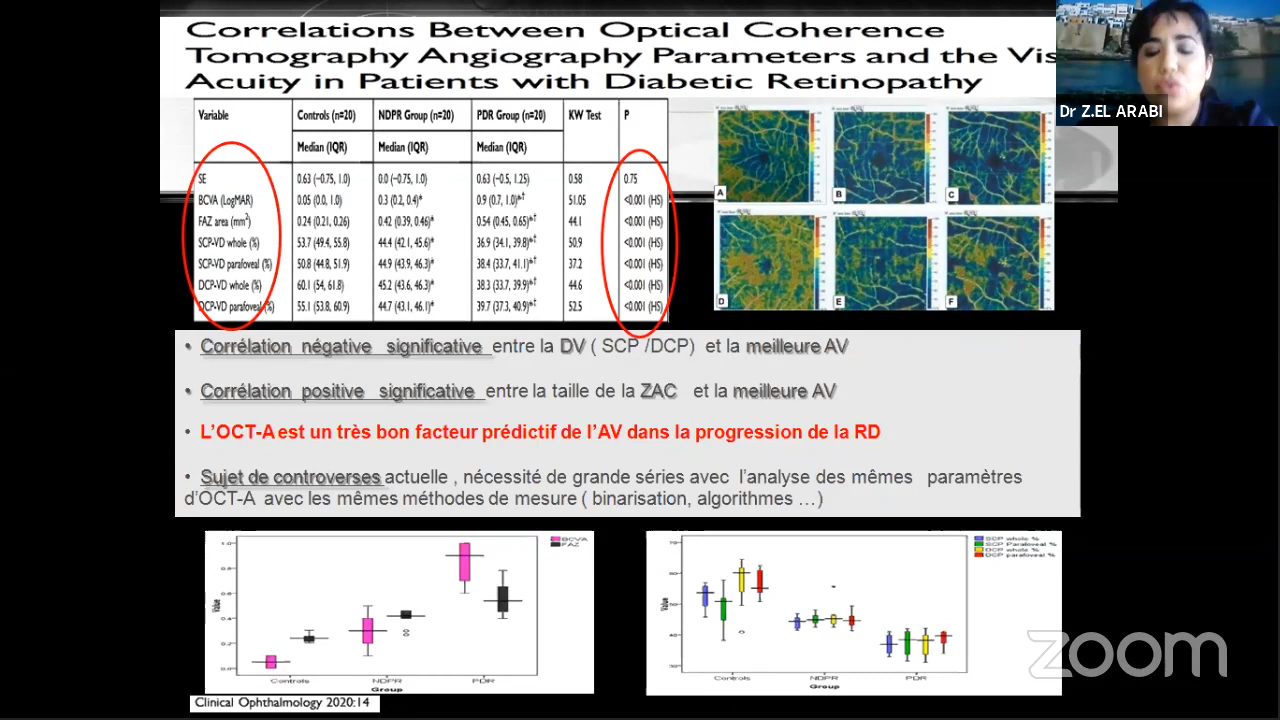 Correlations Between Optical Coherence
Tomography Angiography Parameters and the Vis
Acuity in Patients with Diabetic Retinopathy
Dr Z.EL ARABI
Variable Controls (n=20) NDPR Group (n=20) PDR Group (n=20) KW Test P
Median (IQR) Median (IQR) Median (IQR)
SE 0.63 (−0.75, 1.0) 0.0 (−0.75, 1.0) 0.63 (−0.5, 1.25) 0.58 0.75
BCVA (LogMAR) 0.05 (0.0, 1.0) 0.3 (0.2, 0.4)* 0.9 (0.7, 1.0)*† 51.05 <0.001 (HS)
FAZ area (mm²) 0.24 (0.21, 0.26) 0.42 (0.39, 0.46)* 0.54 (0.45, 0.65)*† 44.1 <0.001 (HS)
SCP-VD whole (%) 53.7 (49.4, 55.8) 44.4 (42.1, 45.6)* 36.9 (34.1, 39.8)*† 50.9 <0.001 (HS)
SCP-VD parafoveal (%) 50.8 (44.8, 51.9) 44.9 (43.9, 46.3)* 38.4 (33.7, 41.1)*† 37.2 <0.001 (HS)
DCP-VD whole (%) 60.1 (54, 61.8) 45.2 (43.6, 46.3)* 38.3 (33.7, 39.9)*† 44.6 <0.001 (HS)
DCP-VD parafoveal (%) 55.1 (53.8, 60.9) 44.7 (43.1, 46.1)* 39.7 (37.3, 40.9)*† 52.5 <0.001 (HS)
A B C
D E F
• Corrélation négative significative entre la DV ( SCP /DCP) et la meilleure AV
• Corrélation positive significative entre la taille de la ZAC et la meilleure AV
• L'OCT-A est un très bon facteur prédictif de l'AV dans la progression de la RD
• Sujet de controverses actuelle , nécessité de grande séries avec l'analyse des mêmes paramètres
d'OCT-A avec les mêmes méthodes de mesure ( binarisation, algorithmes …)
BCVA
FAZ
Value
1.0
0.8
0.6
0.4
0.2
0.0
Controls NDPR PDR
Group
SCP whole %
SCP Parafoveal %
DCP whole %
DCP parafoveal %
Value
Controls NDPR PDR
Group
zoom
Clinical Ophthalmology 2020:14